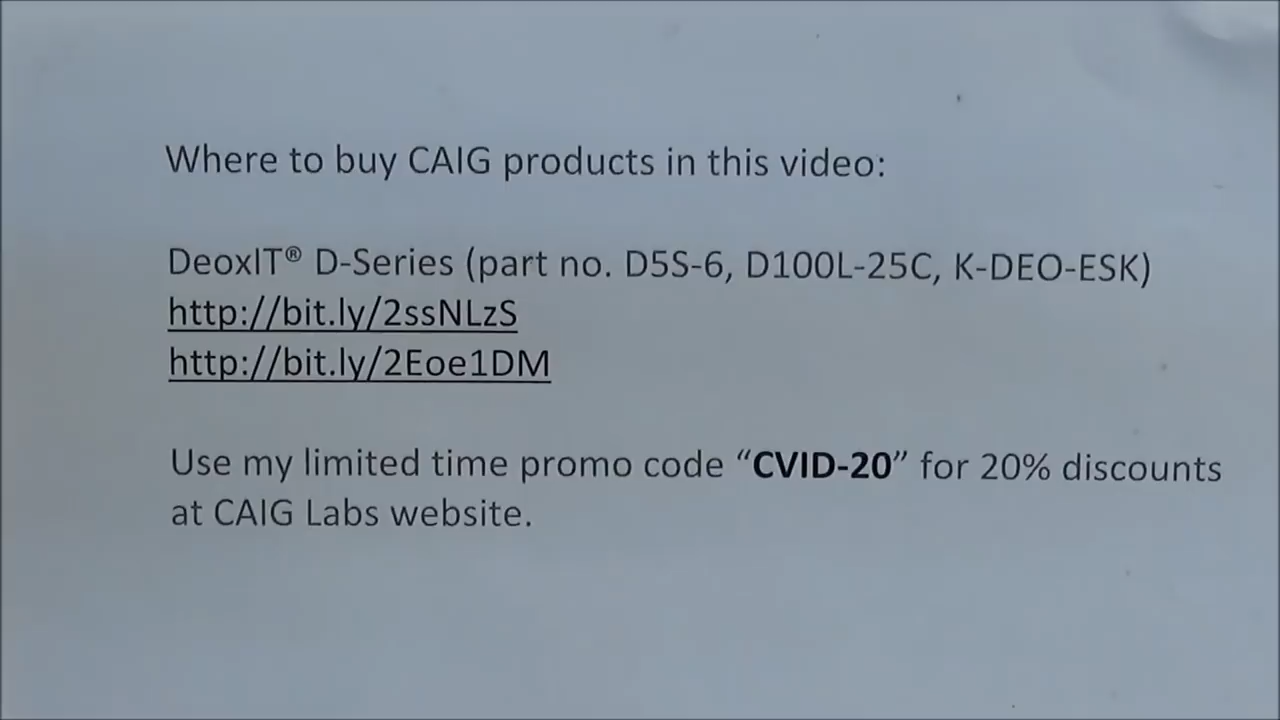 Where to buy CAIG products in this video:
DeoxIT® D-Series (part no. D5S-6, D100L-25C, K-DEO-ESK)
http://bit.ly/2ssNLzS
http://bit.ly/2Eoe1DM
Use my limited time promo code “CVID-20” for 20% discounts
at CAIG Labs website.